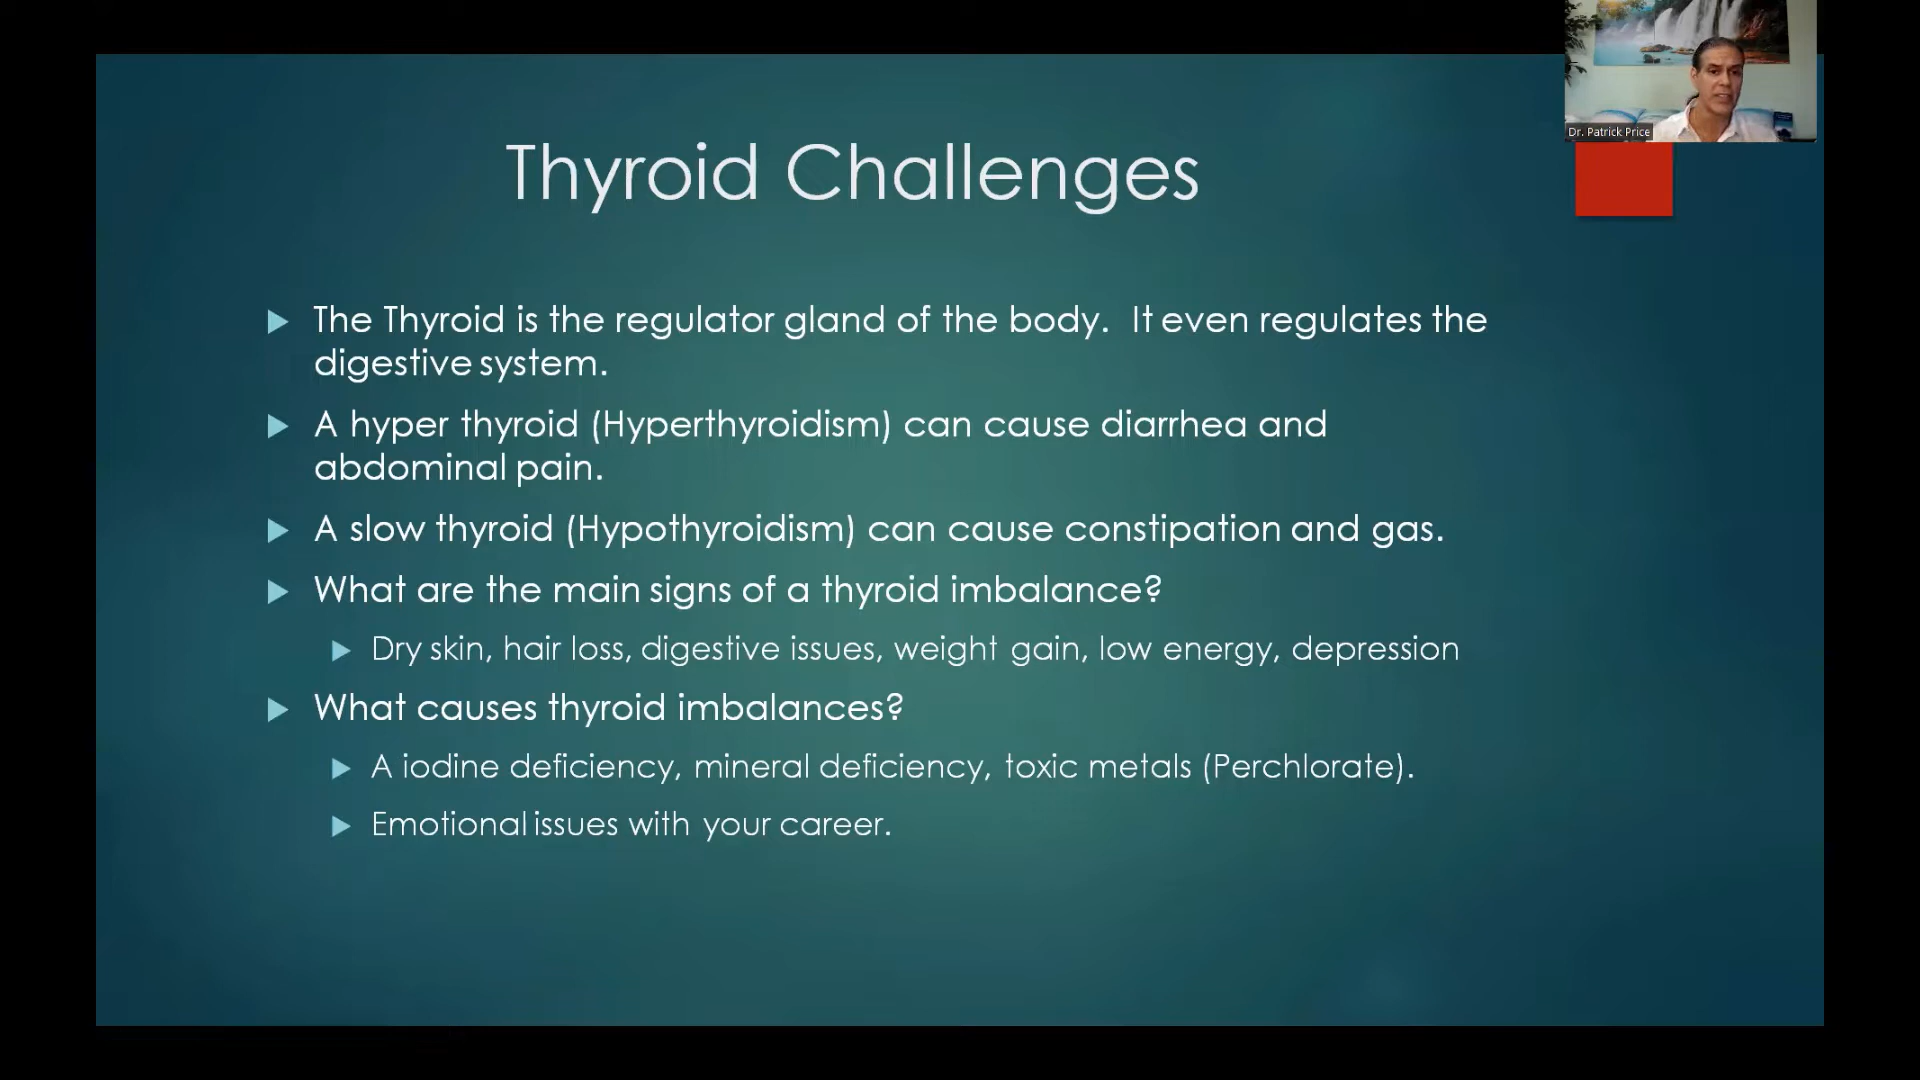 Dr. Patrick Price
Thyroid Challenges
The Thyroid is the regulator gland of the body. It even regulates the
digestive system.
A hyper thyroid (Hyperthyroidism) can cause diarrhea and
abdominal pain.
A slow thyroid (Hypothyroidism) can cause constipation and gas.
What are the main signs of a thyroid imbalance?
Dry skin, hair loss, digestive issues, weight gain, low energy, depression
What causes thyroid imbalances?
A iodine deficiency, mineral deficiency, toxic metals (Perchlorate).
Emotional issues with your career.